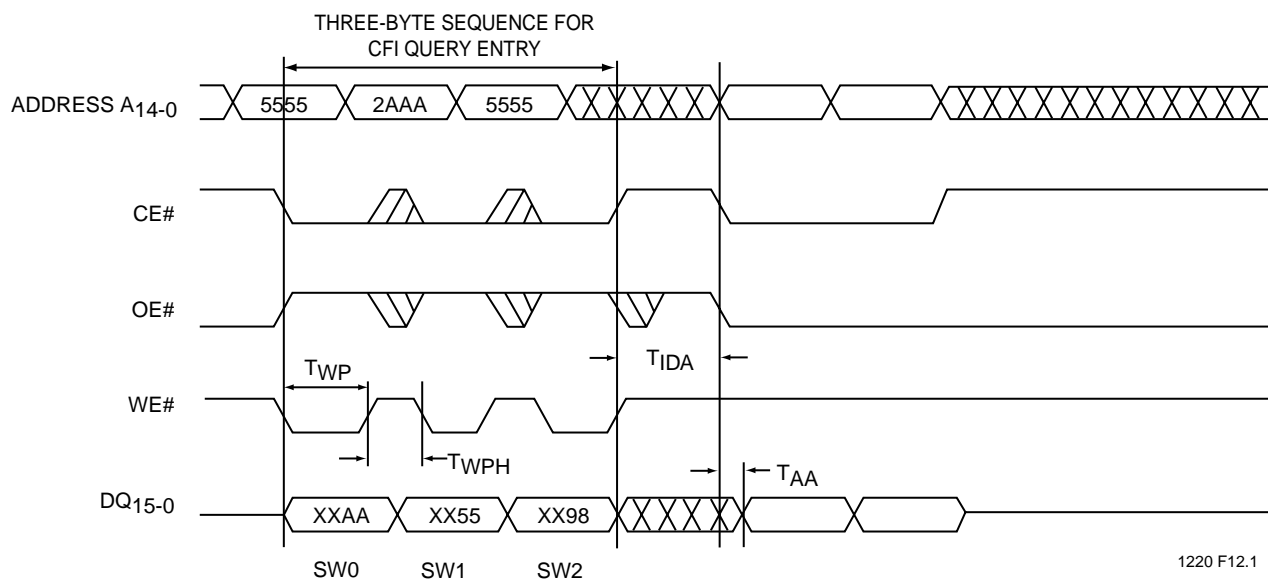 THREE-BYTE SEQUENCE FOR
CFI QUERY ENTRY
ADDRESS A14-0
5555
2AAA
5555
CE#
OE#
TIDA
TWP
WE#
TWPH
TAA
DQ15-0
XXAA
XX55
XX98
SW0
SW1
SW2
1220 F12.1